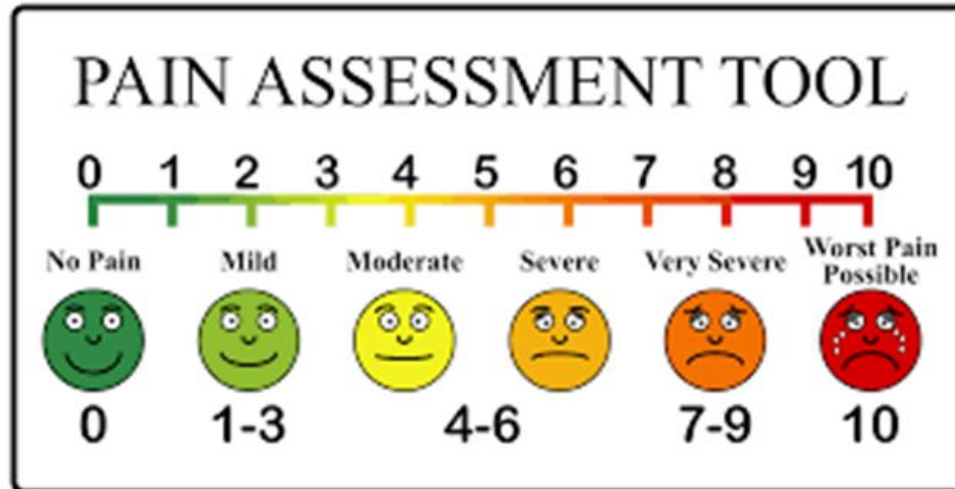 PAIN ASSESSMENT TOOL
0 1 2 3 4 5 6 7 8 9 10
No Pain Mild Moderate Severe Very Severe Worst Pain
Possible
0 1-3 4-6 7-9 10